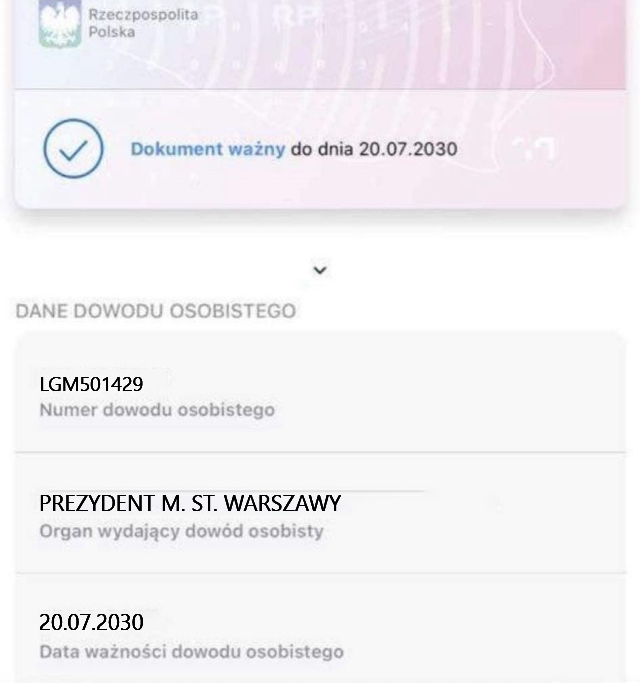 Rzeczpospolita
Polska
RP
Dokument ważny do dnia 20.07.2030
DANE DOWODU OSOBISTEGO
LGM501429
Numer dowodu osobistego
PREZYDENT M. ST. WARSZAWY
Organ wydający dowód osobisty
20.07.2030
Data ważności dowodu osobistego